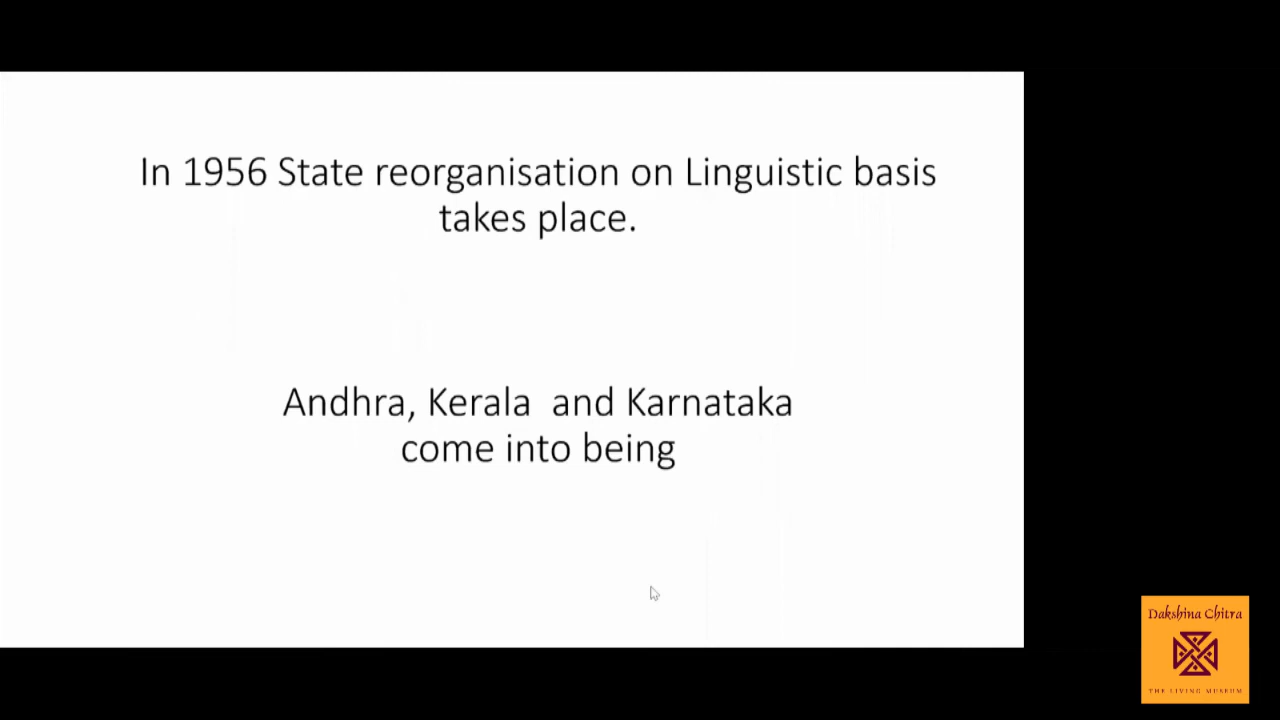 In 1956 State reorganisation on Linguistic basis
takes place.
Andhra, Kerala and Karnataka
come into being
Dakshina Chitra
THE LIVING MUSEUM